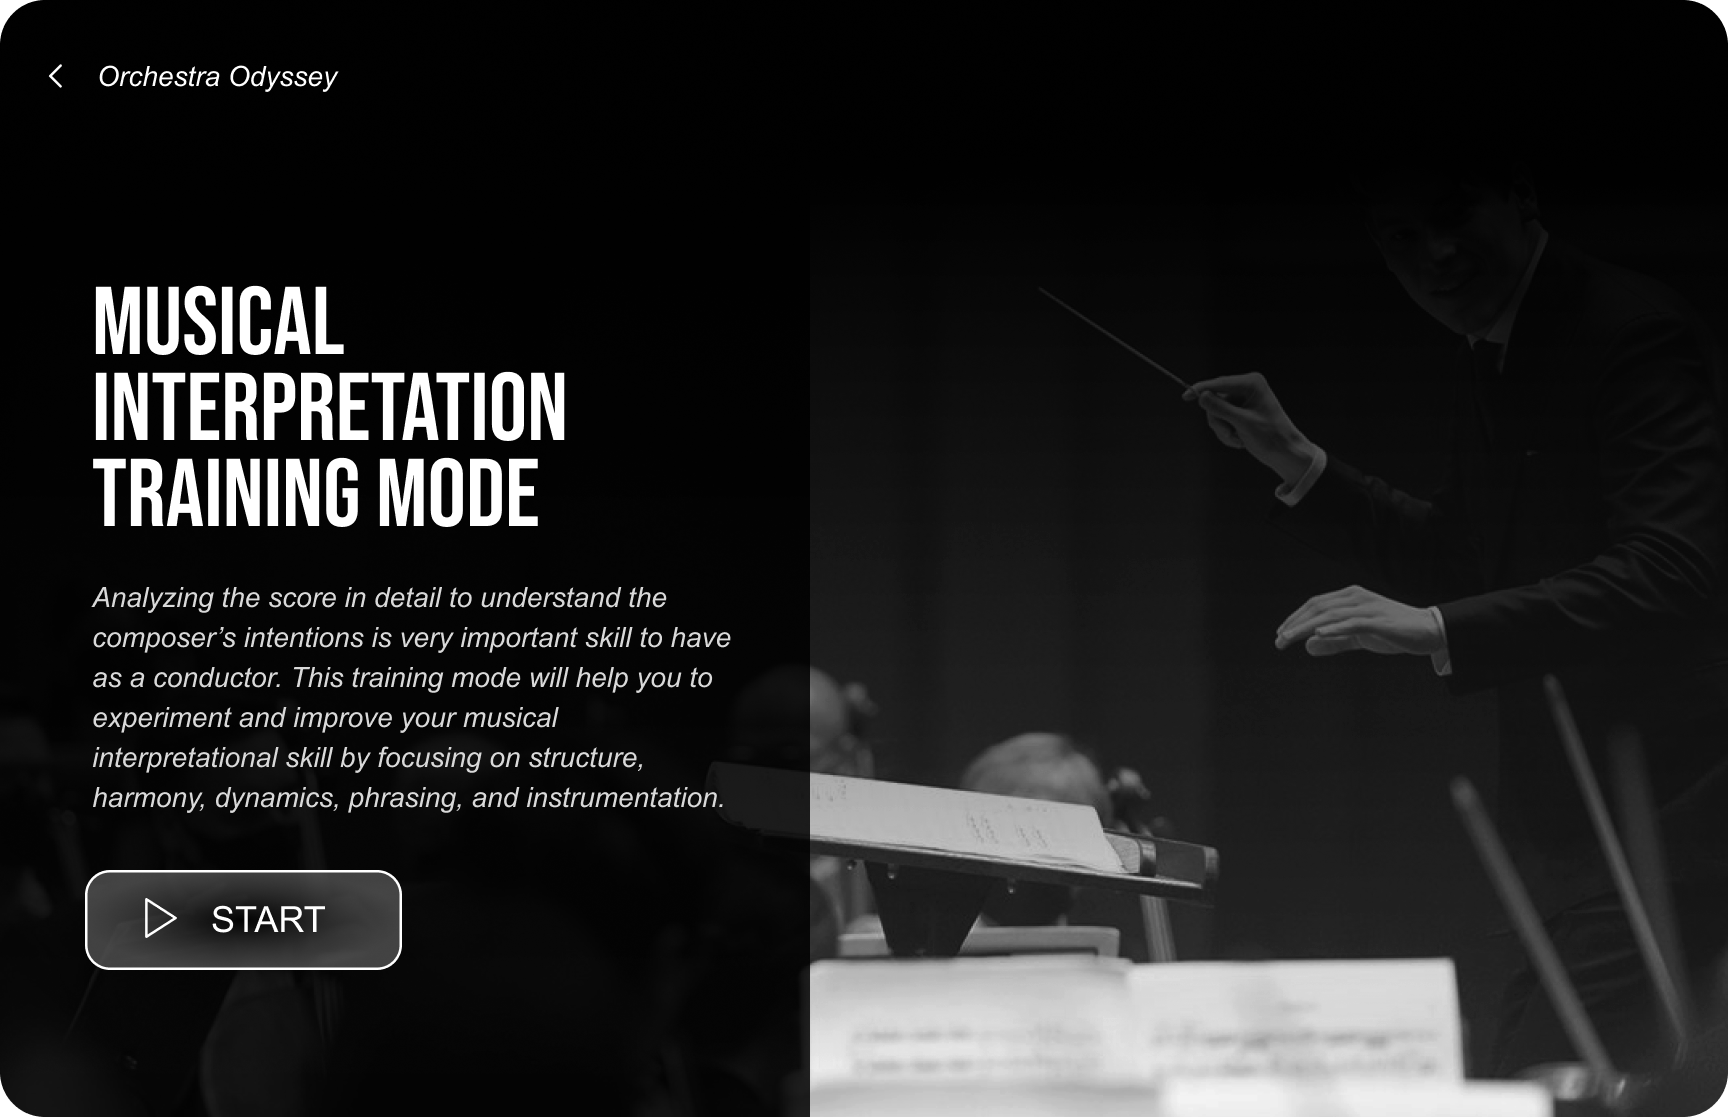 Orchestra Odyssey
MUSICAL
INTERPRETATION
TRAINING MODE
Analyzing the score in detail to understand the
composer’s intentions is very important skill to have
as a conductor. This training mode will help you to
experiment and improve your musical
interpretational skill by focusing on structure,
harmony, dynamics, phrasing, and instrumentation.
START